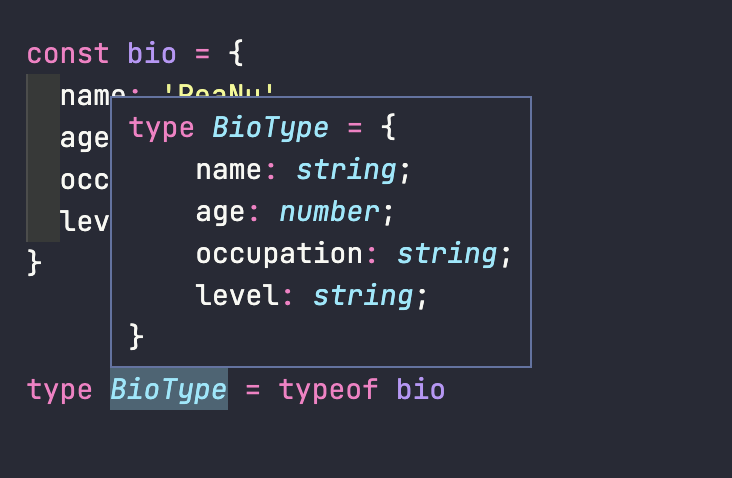 const bio = {
name: 'ReaNu'
age
occ
lev
}
type BioType = {
name: string;
age: number;
occupation: string;
level: string;
}
type BioType = typeof bio